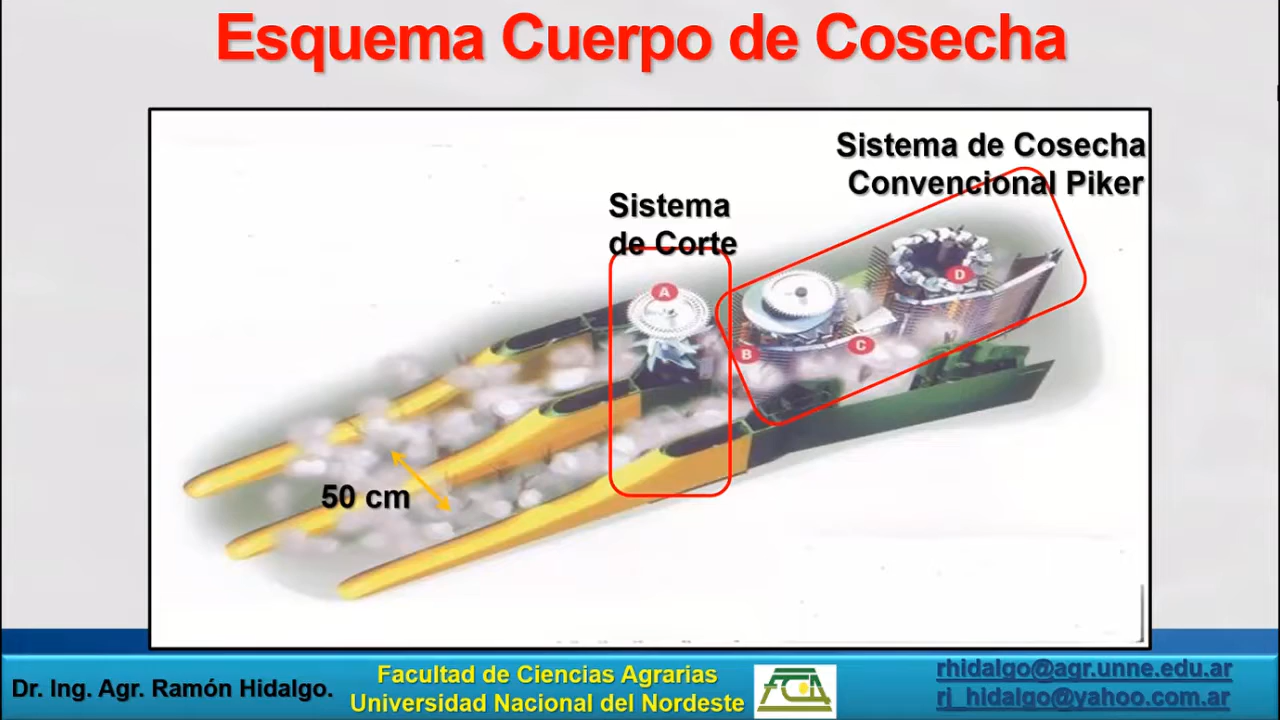 Esquema Cuerpo de Cosecha
Sistema de Cosecha
Convencional Piker
Sistema
de Corte
A
D
B
C
50 cm
Dr. Ing. Agr. Ramón Hidalgo.
Facultad de Ciencias Agrarias
Universidad Nacional del Nordeste
FCA
rhidalgo@agr.unne.edu.ar
rj_hidalgo@yahoo.com.ar